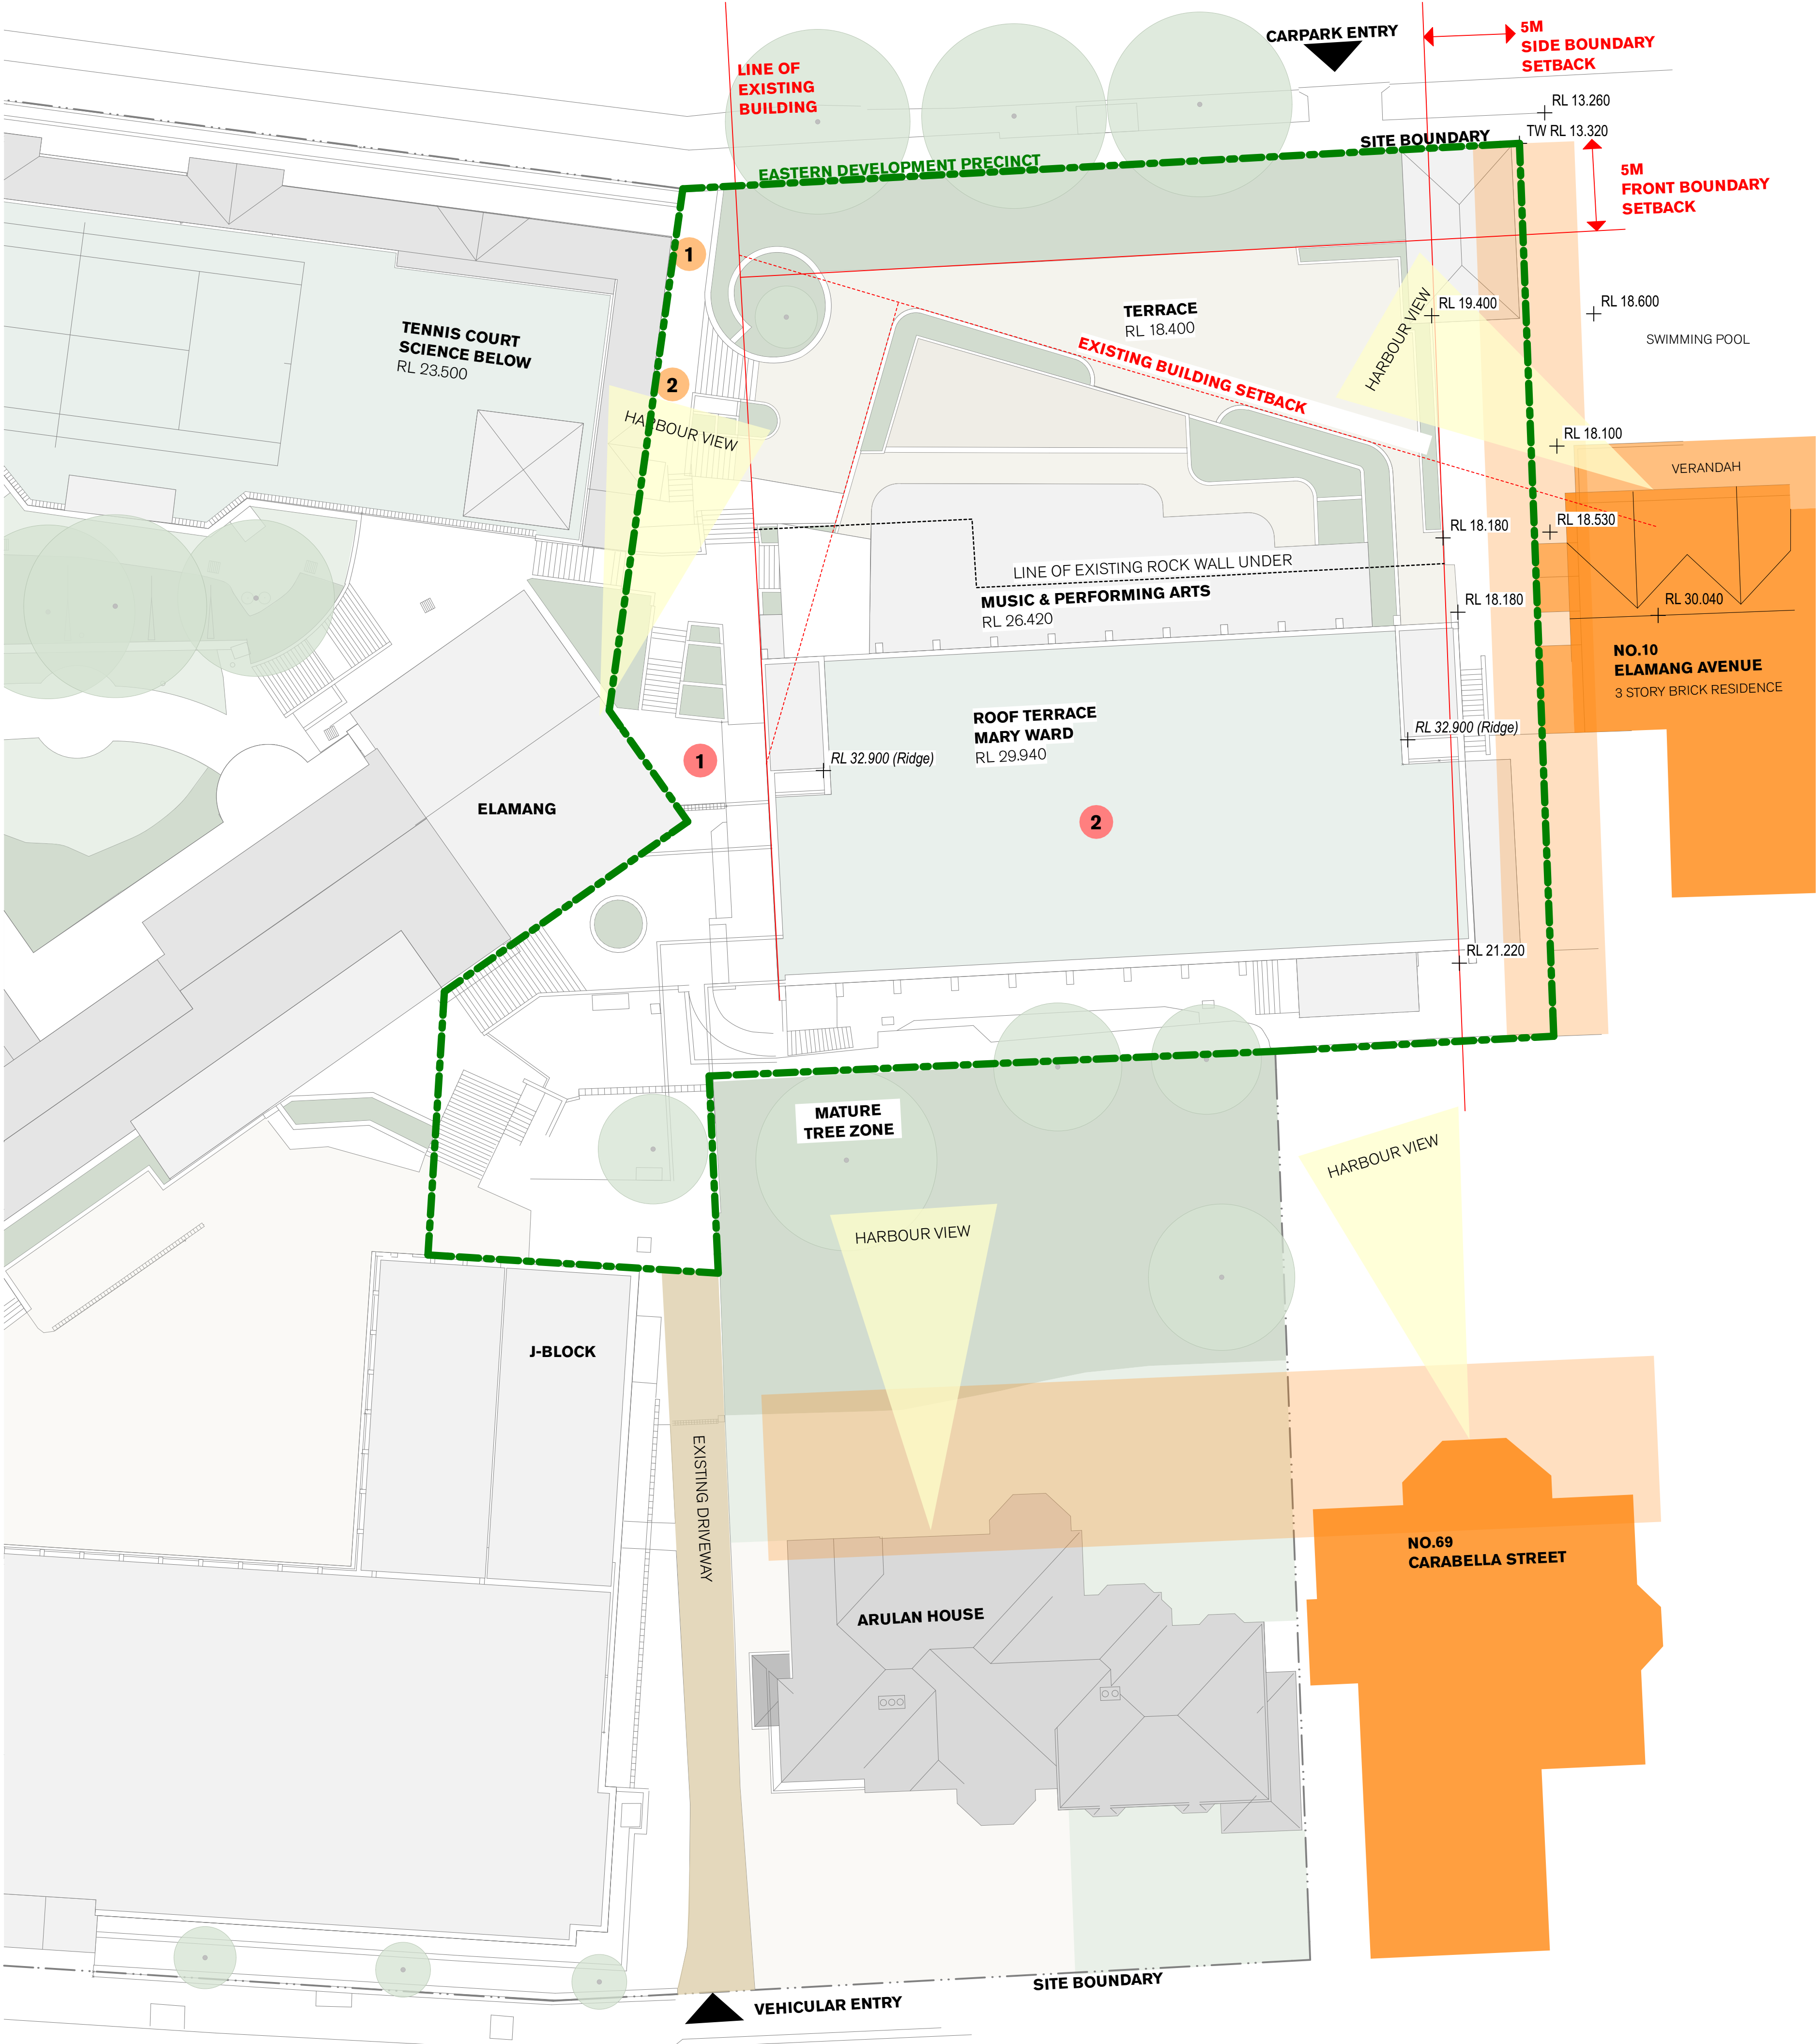 CARPARK ENTRY
5M
SIDE BOUNDARY
SETBACK
LINE OF
EXISTING
BUILDING
RL 13.260
TW RL 13.320
SITE BOUNDARY
EASTERN DEVELOPMENT PRECINCT
5M
FRONT BOUNDARY
SETBACK
1
TENNIS COURT
SCIENCE BELOW
RL 23.500
2
HARBOUR VIEW
TERRACE
RL 18.400
HARBOUR VIEW
RL 19.400
RL 18.600
SWIMMING POOL
EXISTING BUILDING SETBACK
RL 18.100
VERANDAH
RL 18.180
RL 18.530
LINE OF EXISTING ROCK WALL UNDER
MUSIC & PERFORMING ARTS
RL 26.420
RL 18.180
RL 30.040
NO.10
ELAMANG AVENUE
3 STORY BRICK RESIDENCE
ROOF TERRACE
MARY WARD
RL 29.940
RL 32.900 (Ridge)
RL 32.900 (Ridge)
1
2
ELAMANG
RL 21.220
MATURE
TREE ZONE
HARBOUR VIEW
HARBOUR VIEW
J-BLOCK
EXISTING DRIVEWAY
NO.69
CARABELLA STREET
ARULAN HOUSE
SITE BOUNDARY
VEHICULAR ENTRY